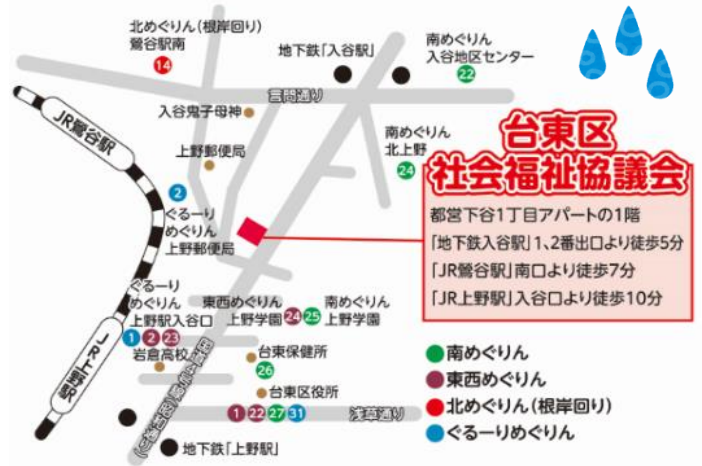 北めぐりん(根岸回り)
鶯谷駅南
14
地下鉄「入谷駅」
南めぐりん
入谷地区センター
22
言問通り
JR鶯谷駅
入谷鬼子母神
上野郵便局
南めぐりん
北上野
24
2
ぐるーり
めぐりん
上野郵便局
台東区
社会福祉協議会
都営下谷1丁目アパートの1階
「地下鉄入谷駅」1、2番出口より徒歩5分
「JR鶯谷駅」南口より徒歩7分
「JR上野駅」入谷口より徒歩10分
ぐるーり
めぐりん
上野駅入谷口
1 2 23
東西めぐりん
上野学園
24 25
南めぐりん
上野学園
JR上野駅
岩倉高校
台東保健所
26
台東区役所
1 22 27 31
浅草通り
地下鉄「上野駅」
南めぐりん
東西めぐりん
北めぐりん(根岸回り)
ぐるーりめぐりん